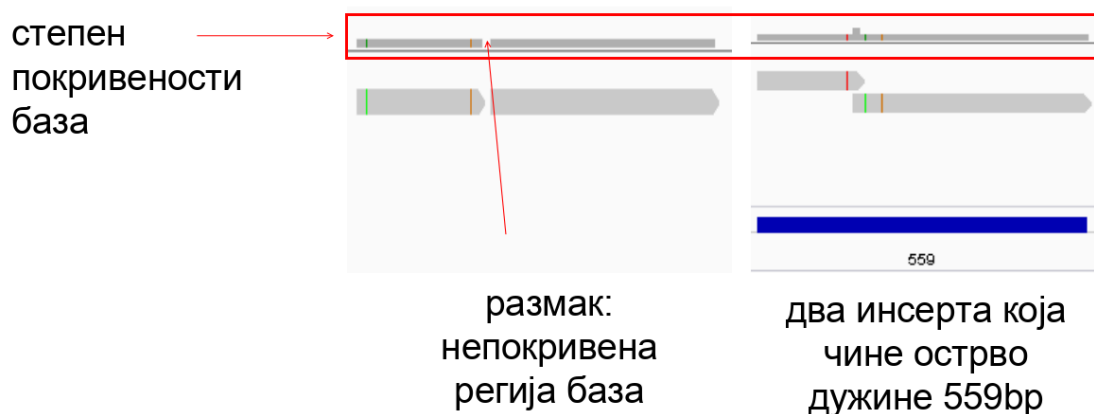 степен
покривености
база
559
размак:
непокривена
регија база
два инсерта која
чине острво
дужине 559bp